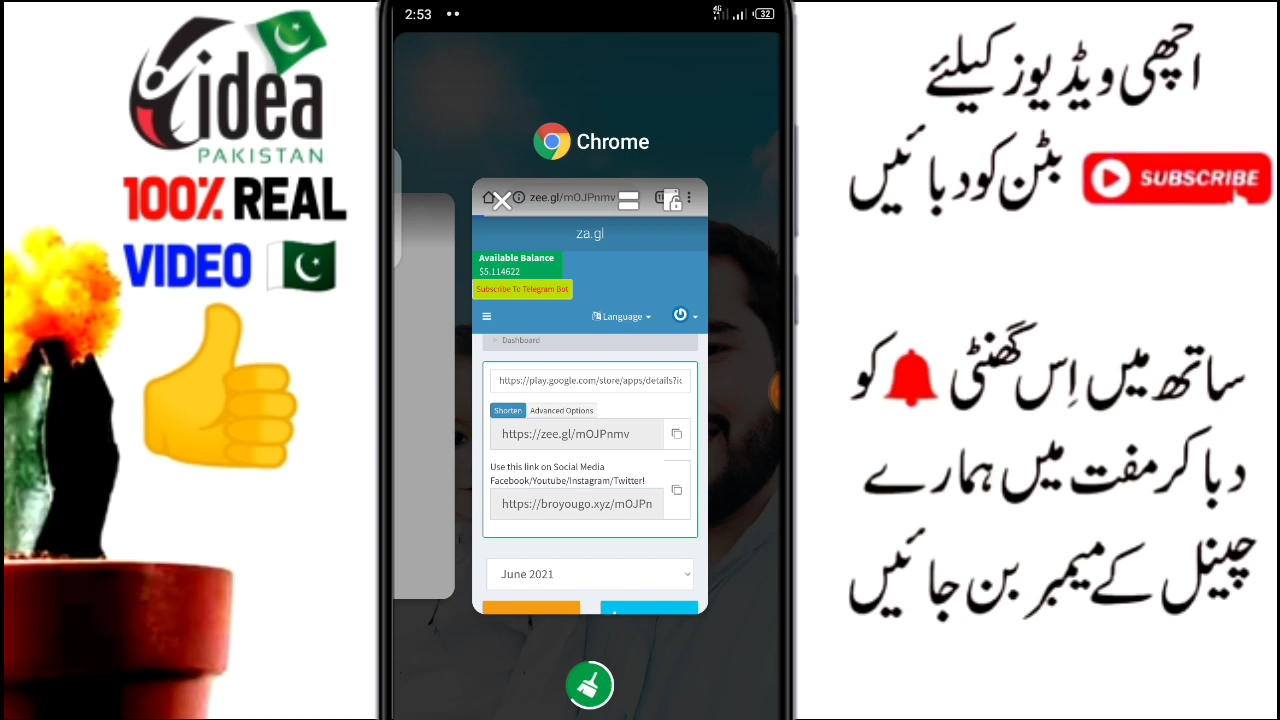 idea
PAKISTAN
100% REAL
VIDEO
2:53
32
Chrome
zee.gl/mOJPnmv
za.gl
Available Balance
$5.114622
Subscribe To Telegram Bot
Language
Dashboard
https://play.google.com/store/apps/details?ic
Shorten
Advanced Options
https://zee.gl/mOJPnmv
Use this link on Social Media
Facebook/Youtube/Instagram/Twitter!
https://broyougo.xyz/mOJPn
June 2021
اچھی ویڈیوز کیلئے
بٹن کو دبائیں SUBSCRIBE
ساتھ میں اِس گھنٹی کو
دبا کر مفت میں ہمارے
چینل کے میمبر بن جائیں